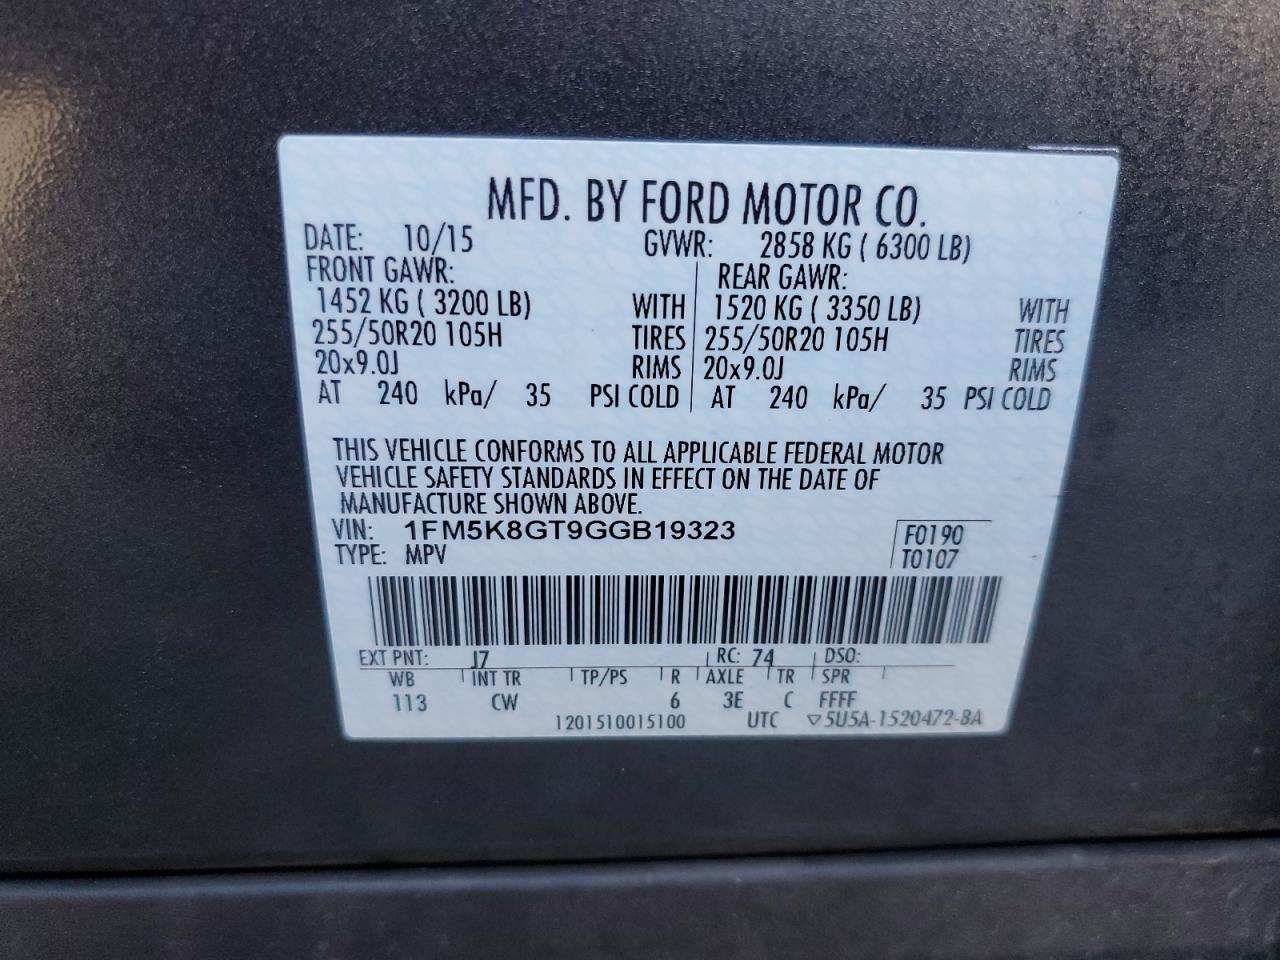 MFD. BY FORD MOTOR CO.
DATE: 10/15 GVWR: 2858 KG ( 6300 LB)
FRONT GAWR: REAR GAWR:
1452 KG ( 3200 LB) WITH 1520 KG ( 3350 LB) WITH
255/50R20 105H TIRES 255/50R20 105H TIRES
20x9.0J RIMS 20x9.0J RIMS
AT 240 kPa/ 35 PSI COLD AT 240 kPa/ 35 PSI COLD
THIS VEHICLE CONFORMS TO ALL APPLICABLE FEDERAL MOTOR
VEHICLE SAFETY STANDARDS IN EFFECT ON THE DATE OF
MANUFACTURE SHOWN ABOVE.
VIN: 1FM5K8GT9GGB19323 F0190
TYPE: MPV T0107
EXT PNT: J7 RC: 74 DSO:
WB INT TR TP/PS R AXLE TR SPR
113 CW 6 3E C FFFF
1201510015100 UTC ▽5U5A-1520472-BA